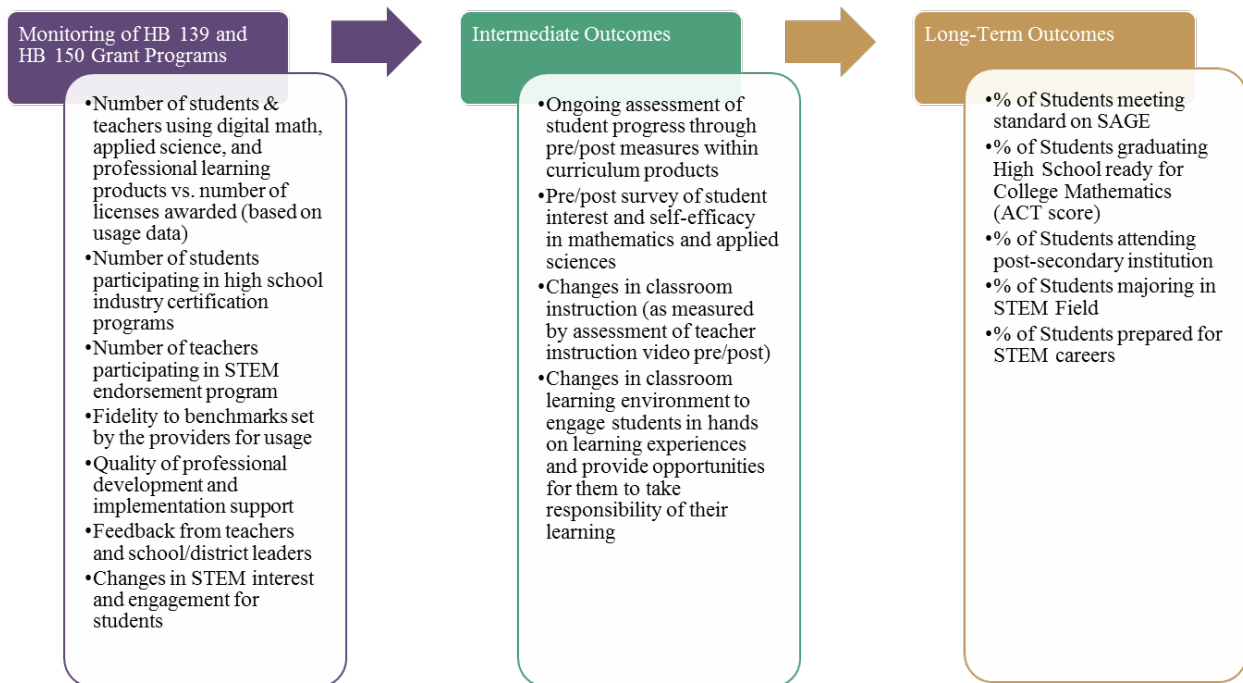 Monitoring of HB 139 and
HB 150 Grant Programs
•Number of students &
teachers using digital math,
applied science, and
professional learning
products vs. number of
licenses awarded (based on
usage data)
•Number of students
participating in high school
industry certification
programs
•Number of teachers
participating in STEM
endorsement program
•Fidelity to benchmarks set
by the providers for usage
•Quality of professional
development and
implementation support
•Feedback from teachers
and school/district leaders
•Changes in STEM interest
and engagement for
students
Intermediate Outcomes
•Ongoing assessment of
student progress through
pre/post measures within
curriculum products
•Pre/post survey of student
interest and self-efficacy
in mathematics and applied
sciences
•Changes in classroom
instruction (as measured
by assessment of teacher
instruction video pre/post)
•Changes in classroom
learning environment to
engage students in hands
on learning experiences
and provide opportunities
for them to take
responsibility of their
learning
Long-Term Outcomes
•% of Students meeting
standard on SAGE
•% of Students graduating
High School ready for
College Mathematics
(ACT score)
•% of Students attending
post-secondary institution
•% of Students majoring in
STEM Field
•% of Students prepared for
STEM careers